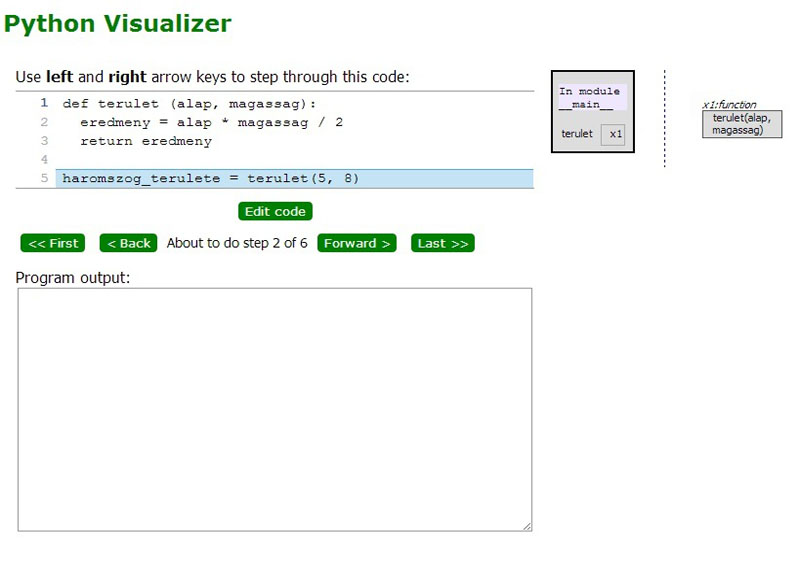 Python Visualizer
Use left and right arrow keys to step through this code:
1 def terulet (alap, magassag):
2 eredmeny = alap * magassag / 2
3 return eredmeny
4
5 haromszog_terulete = terulet(5, 8)
Edit code
<< First < Back About to do step 2 of 6 Forward > Last >>
Program output:
In module
__main__
terulet x1
x1:function
terulet(alap,
magassag)